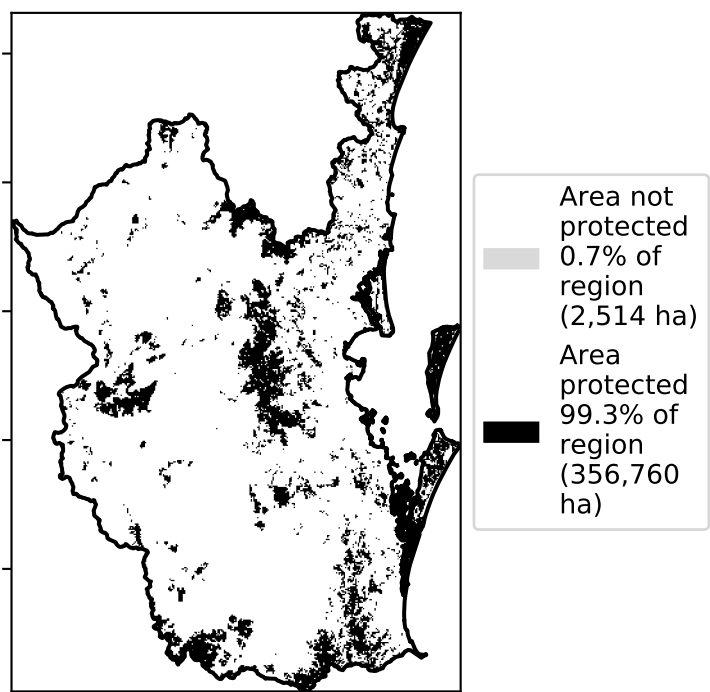 Area not
protected
0.7% of
region
(2,514 ha)
Area
protected
99.3% of
region
(356,760
ha)